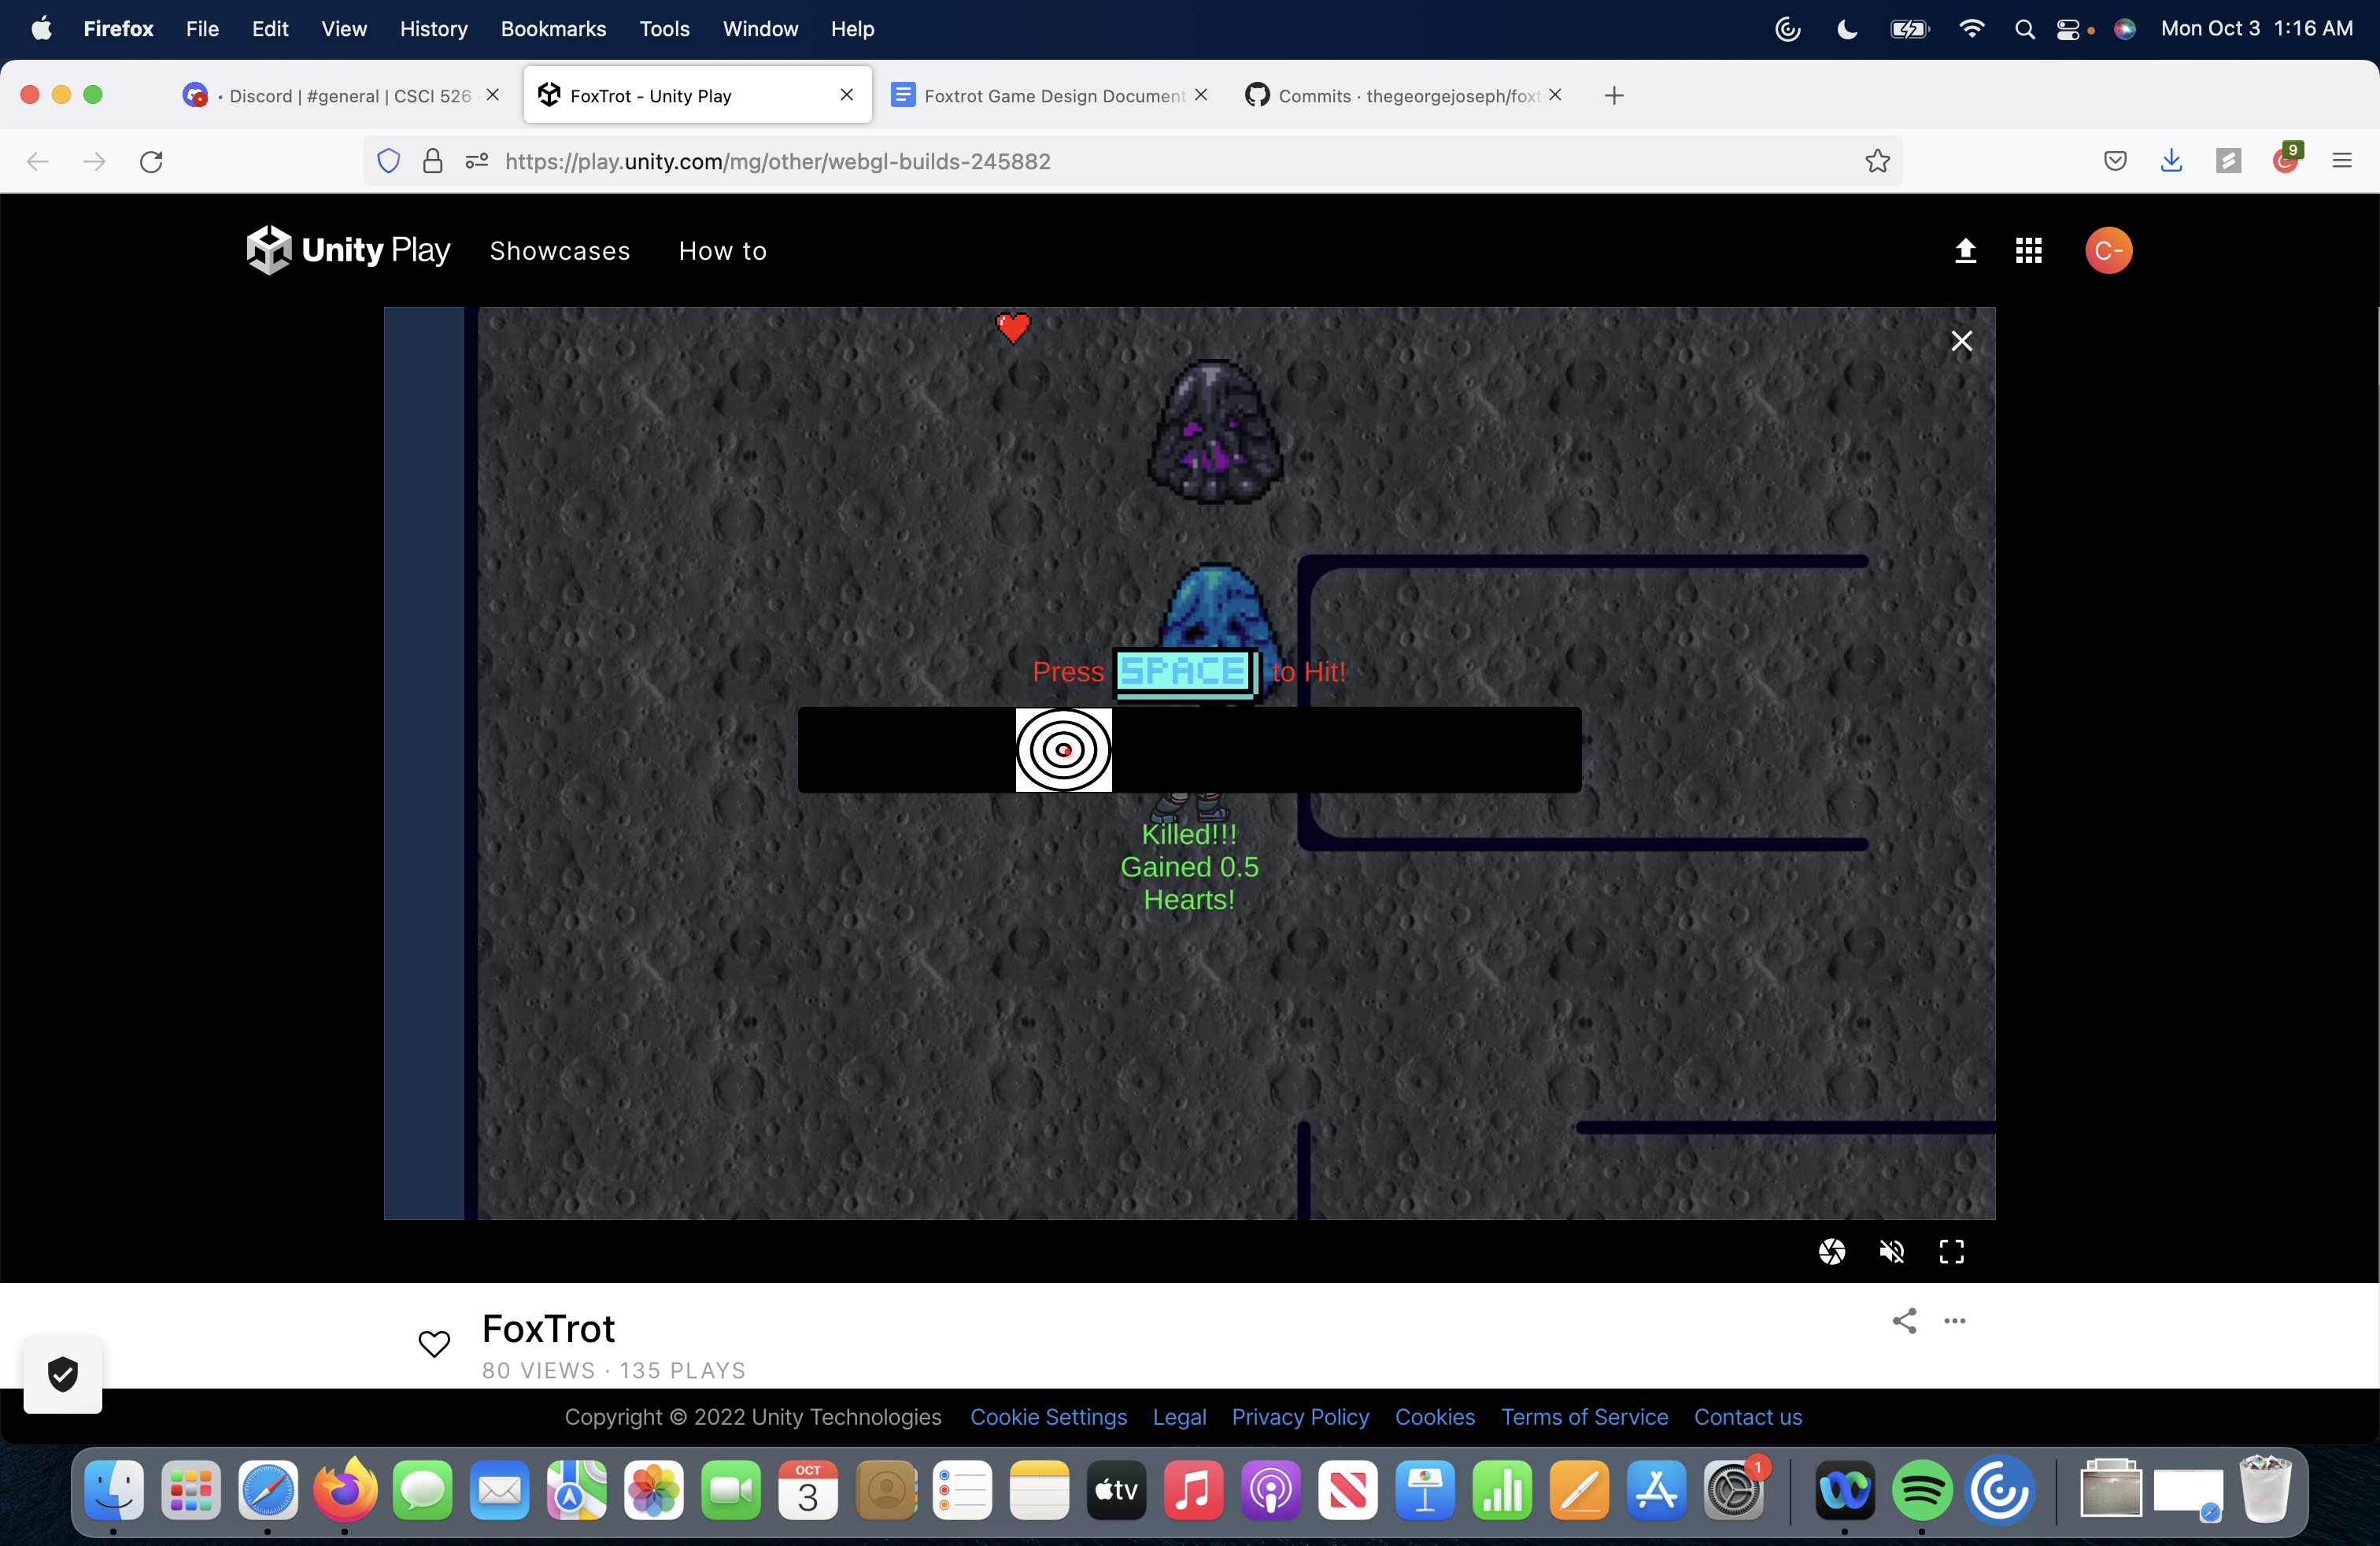 Firefox File Edit View History Bookmarks Tools Window Help Mon Oct 3 1:16 AM
• Discord | #general | CSCI 526 FoxTrot - Unity Play Foxtrot Game Design Document Commits · thegeorgejoseph/foxt
https://play.unity.com/mg/other/webgl-builds-245882 9
Unity Play Showcases How to C-
Press SPACE to Hit!
Killed!!!
Gained 0.5
Hearts!
FoxTrot
80 VIEWS · 135 PLAYS
Copyright © 2022 Unity Technologies Cookie Settings Legal Privacy Policy Cookies Terms of Service Contact us
OCT
3
tv
1